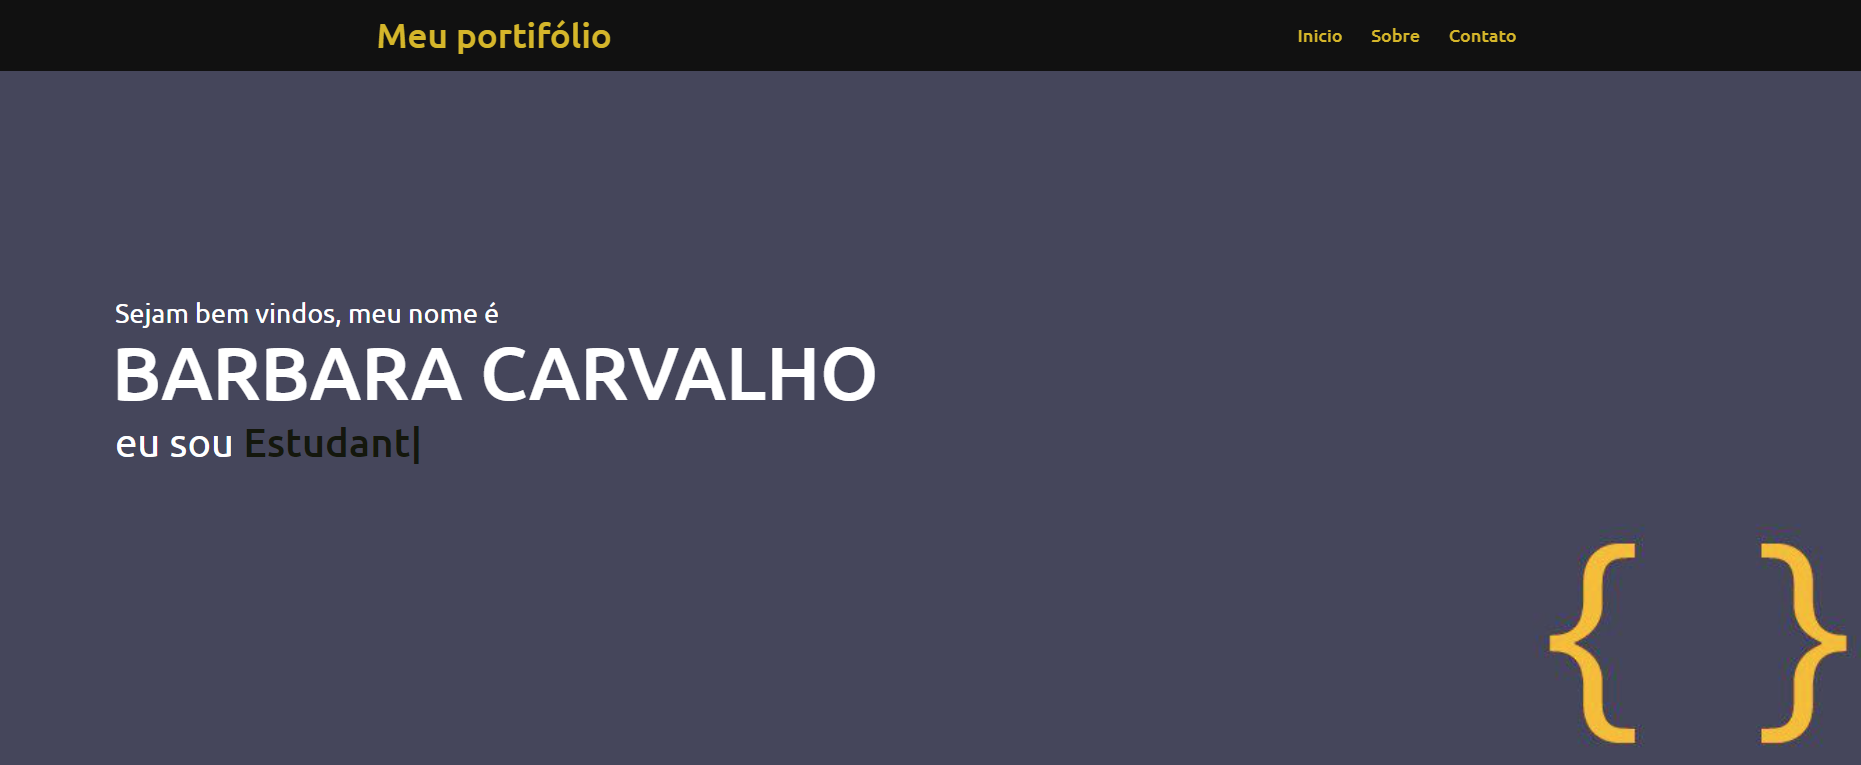 Meu portifólio
Inicio Sobre Contato
Sejam bem vindos, meu nome é
BARBARA CARVALHO
eu sou Estudant|
{ }